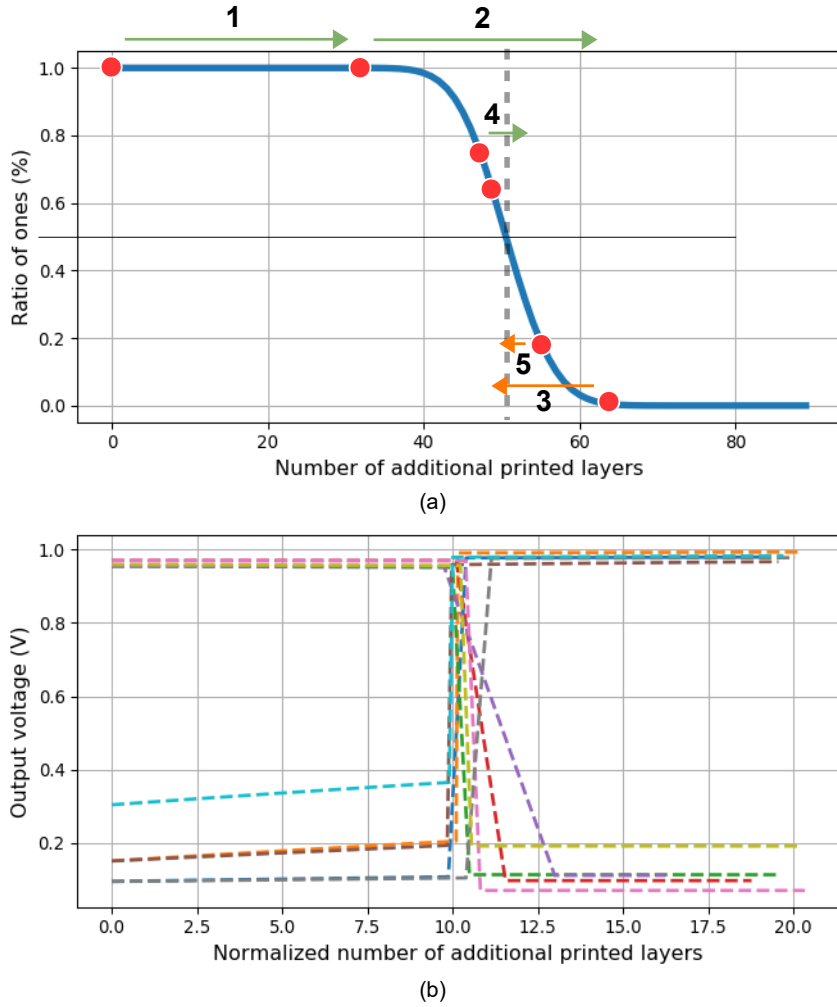 1 2
1.0
0.8
0.6
0.4
0.2
0.0
4
5
3
Ratio of ones (%)
0 20 40 60 80
Number of additional printed layers
(a)
1.0
0.8
0.6
0.4
0.2
Output voltage (V)
0.0 2.5 5.0 7.5 10.0 12.5 15.0 17.5 20.0
Normalized number of additional printed layers
(b)